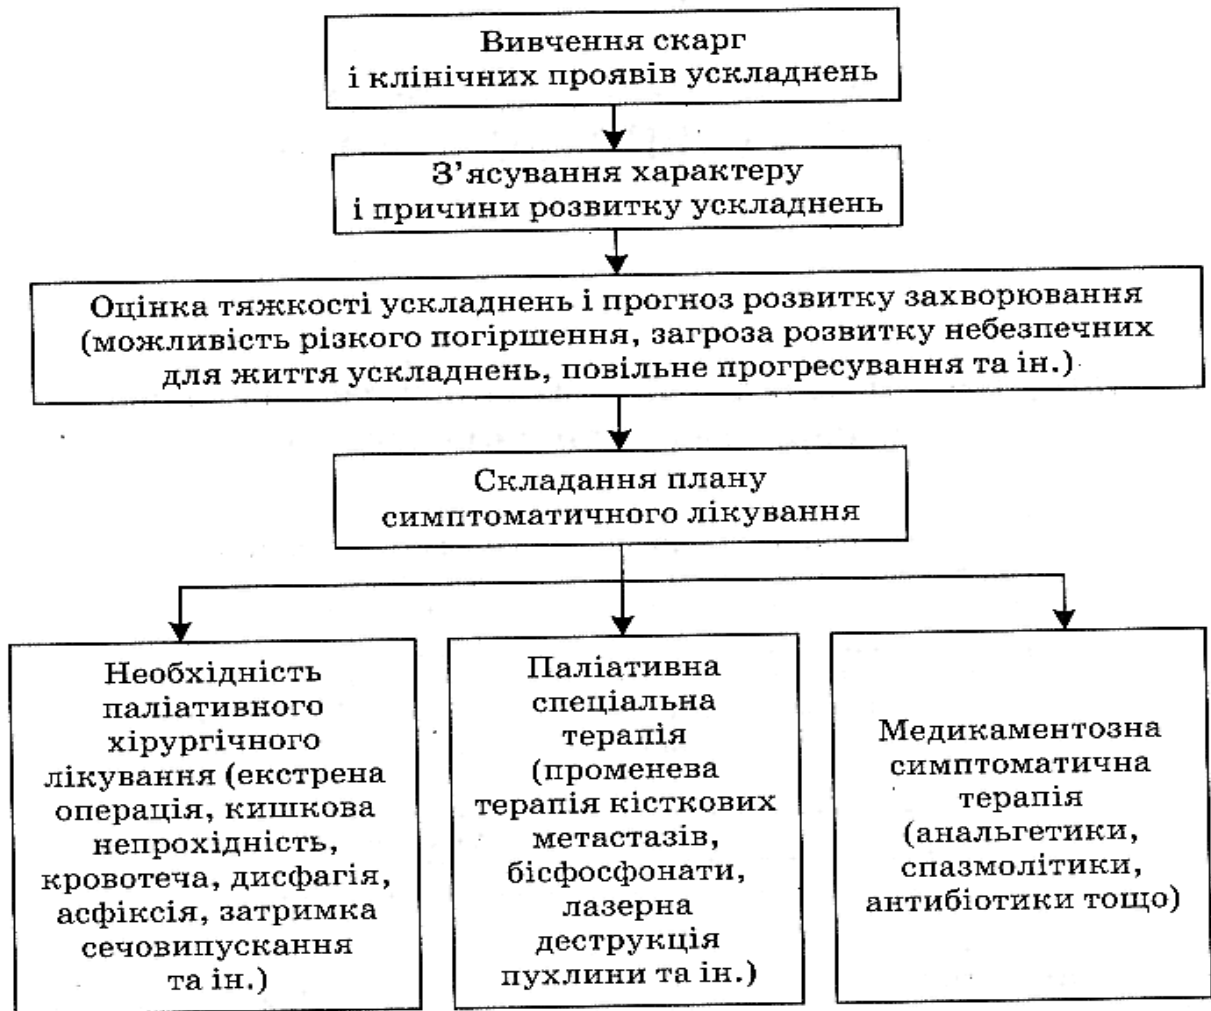 Вивчення скарг
і клінічних проявів ускладнень
З’ясування характеру
і причини розвитку ускладнень
Оцінка тяжкості ускладнень і прогноз розвитку захворювання
(можливість різкого погіршення, загроза розвитку небезпечних
для життя ускладнень, повільне прогресування та ін.)
Складання плану
симптоматичного лікування
Необхідність
паліативного
хірургічного
лікування (екстрена
операція, кишкова
непрохідність,
кровотеча, дисфагія,
асфіксія, затримка
сечовипускання
та ін.)
Паліативна
спеціальна
терапія
(променева
терапія кісткових
метастазів,
бісфосфонати,
лазерна
деструкція
пухлини та ін.)
Медикаментозна
симптоматична
терапія
(анальгетики,
спазмолітики,
антибіотики тощо)